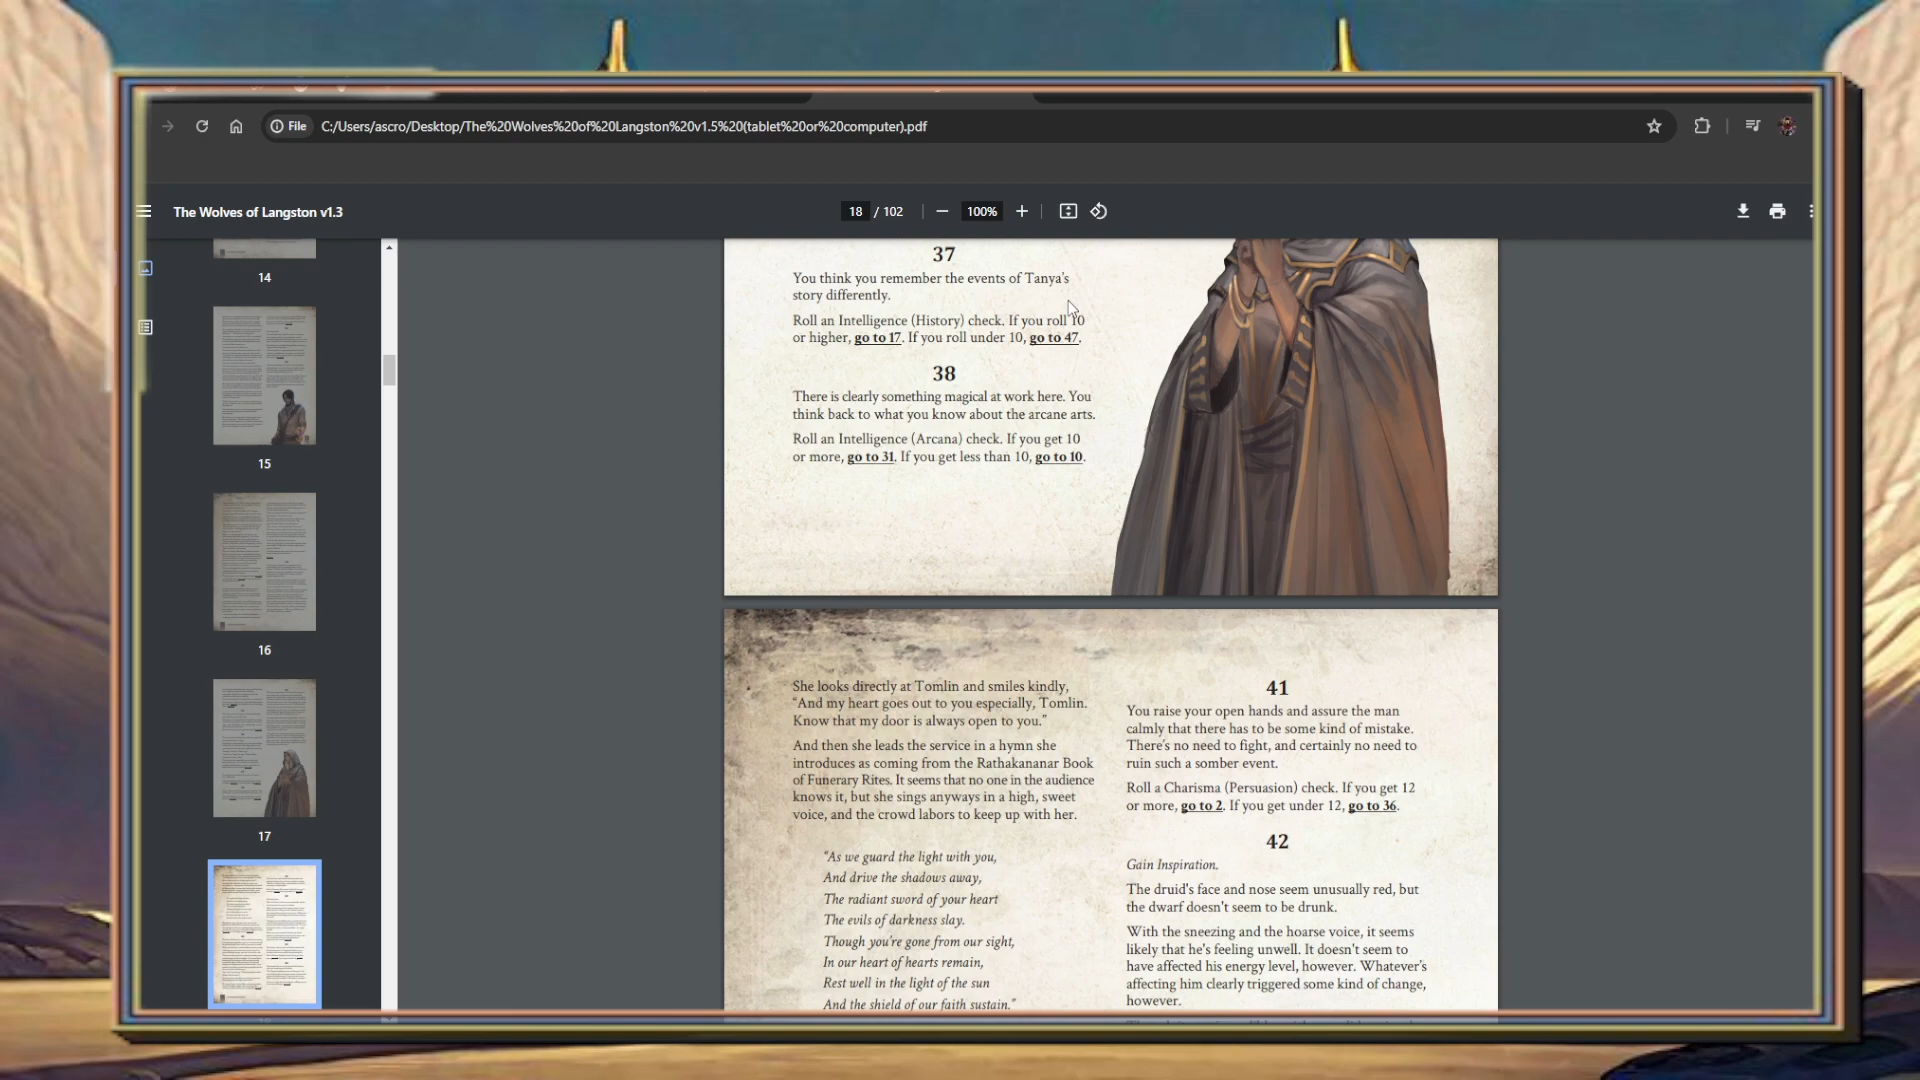 File
C:/Users/ascro/Desktop/The%20Wolves%20of%20Langston%20v1.5%20(tablet%20or%20computer).pdf
The Wolves of Langston v1.3
18 / 102
100%
14
15
16
17
37
You think you remember the events of Tanya's
story differently.
Roll an Intelligence (History) check. If you roll 10
or higher, go to 17. If you roll under 10, go to 47.
38
There is clearly something magical at work here. You
think back to what you know about the arcane arts.
Roll an Intelligence (Arcana) check. If you get 10
or more, go to 31. If you get less than 10, go to 10.
She looks directly at Tomlin and smiles kindly,
“And my heart goes out to you especially, Tomlin.
Know that my door is always open to you.”
And then she leads the service in a hymn she
introduces as coming from the Rathakananar Book
of Funerary Rites. It seems that no one in the audience
knows it, but she sings anyways in a high, sweet
voice, and the crowd labors to keep up with her.
“As we guard the light with you,
And drive the shadows away,
The radiant sword of your heart
The evils of darkness slay.
Though you're gone from our sight,
In our heart of hearts remain,
Rest well in the light of the sun
And the shield of our faith sustain.”
41
You raise your open hands and assure the man
calmly that there has to be some kind of mistake.
There's no need to fight, and certainly no need to
ruin such a somber event.
Roll a Charisma (Persuasion) check. If you get 12
or more, go to 2. If you get under 12, go to 36.
42
Gain Inspiration.
The druid's face and nose seem unusually red, but
the dwarf doesn't seem to be drunk.
With the sneezing and the hoarse voice, it seems
likely that he's feeling unwell. It doesn't seem to
have affected his energy level, however. Whatever's
affecting him clearly triggered some kind of change,
however.